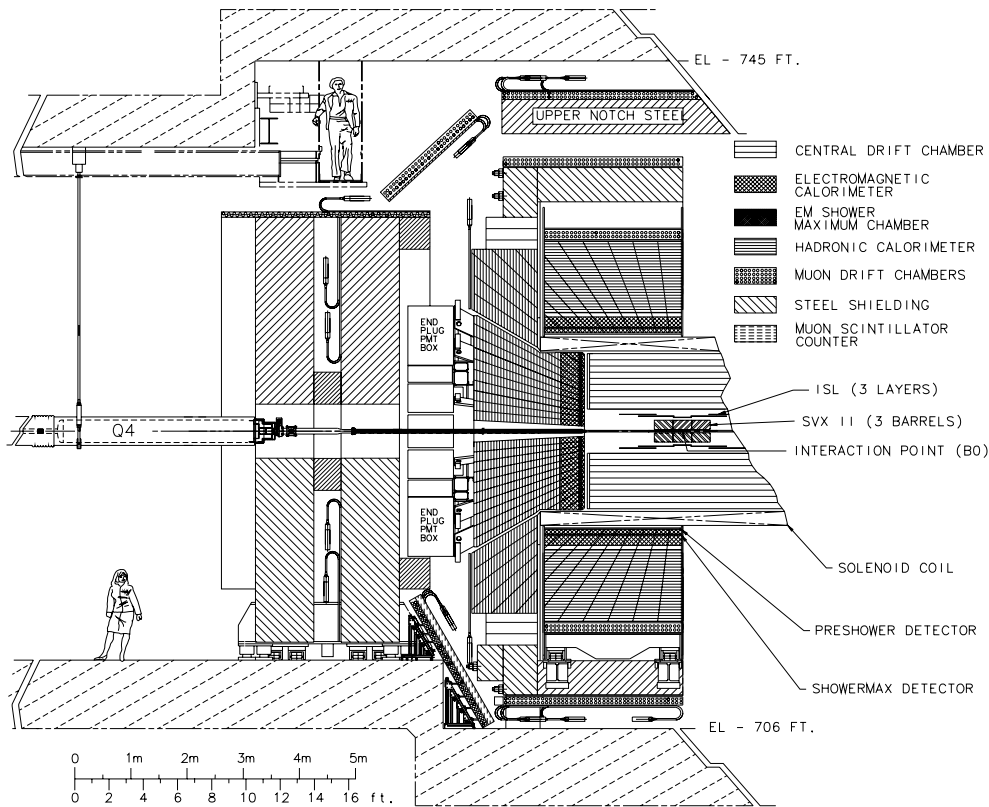 EL - 745 FT.
UPPER NOTCH STEEL
CENTRAL DRIFT CHAMBER
ELECTROMAGNETIC
CALORIMETER
EM SHOWER
MAXIMUM CHAMBER
HADRONIC CALORIMETER
MUON DRIFT CHAMBERS
STEEL SHIELDING
MUON SCINTILLATOR
COUNTER
END
PLUG
PMT
BOX
ISL (3 LAYERS)
SVX II (3 BARRELS)
INTERACTION POINT (B0)
Q4
END
PLUG
PMT
BOX
SOLENOID COIL
PRESHOWER DETECTOR
SHOWERMAX DETECTOR
EL - 706 FT.
0 1m 2m 3m 4m 5m
0 2 4 6 8 10 12 14 16 ft.